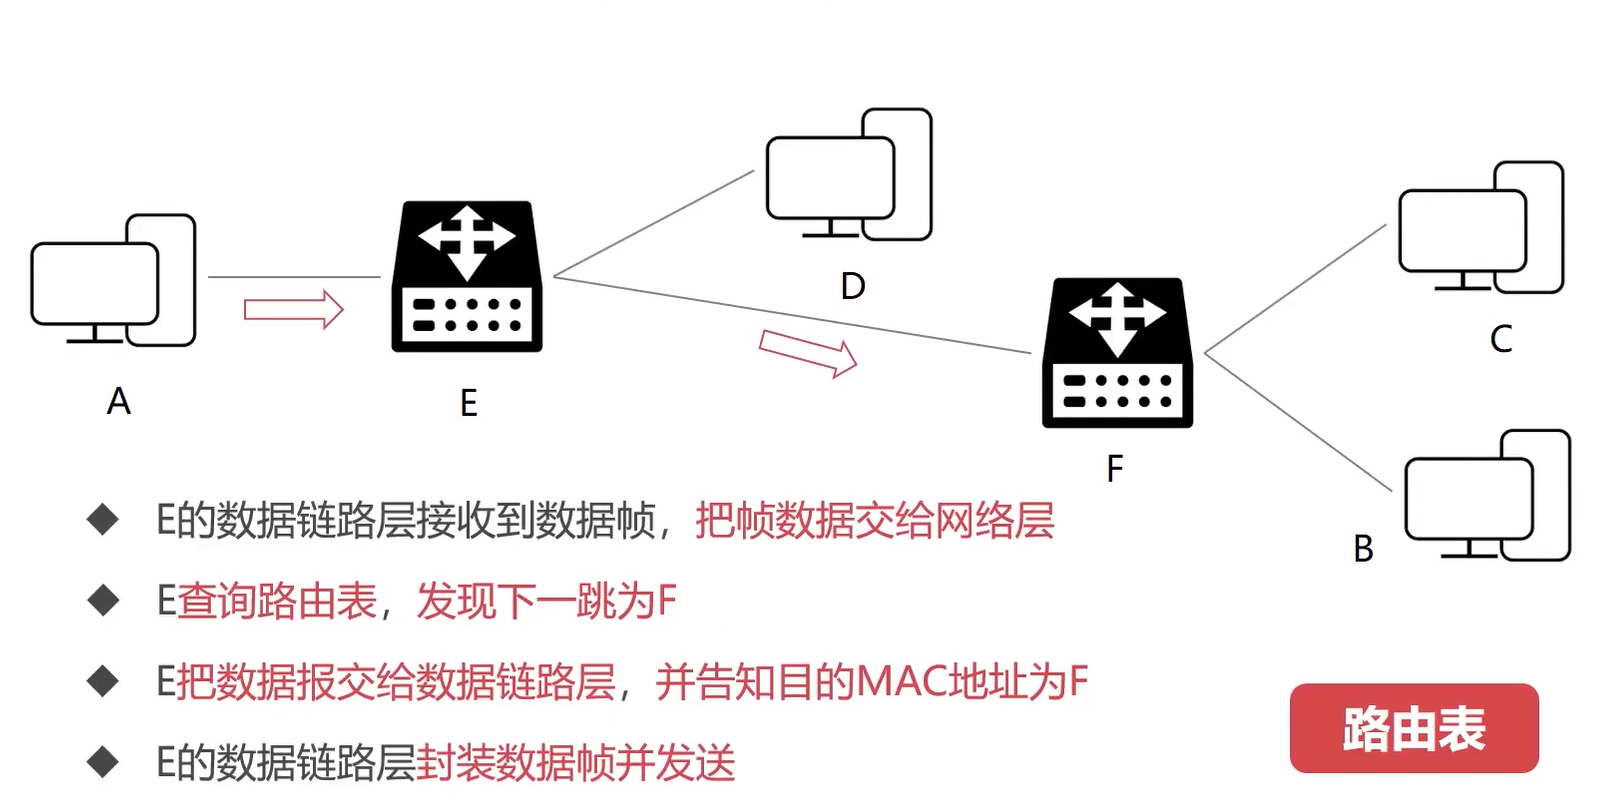 D
C
A
E
F
B
E的数据链路层接收到数据帧，把帧数据交给网络层
E查询路由表，发现下一跳为F
E把数据报交给数据链路层，并告知目的MAC地址为F
E的数据链路层封装数据帧并发送
路由表